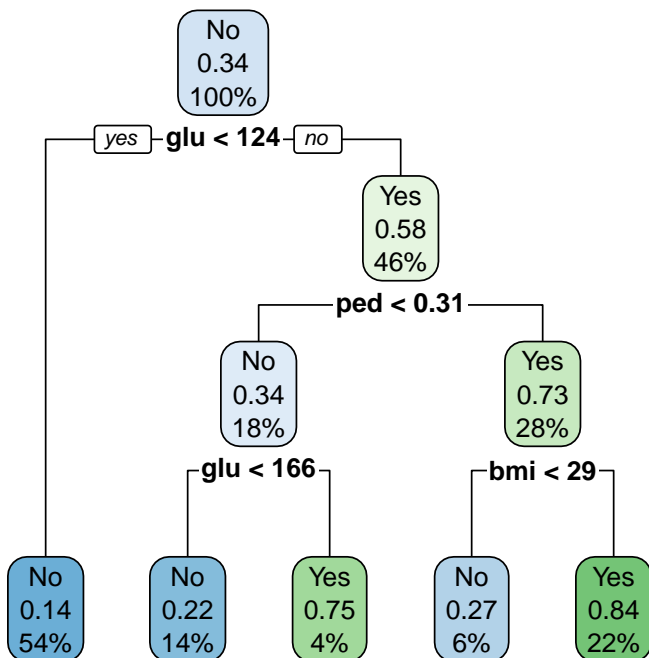 No
0.34
100%
yes glu < 124 no
Yes
0.58
46%
ped < 0.31
No
0.34
18%
Yes
0.73
28%
glu < 166
bmi < 29
No
0.14
54%
No
0.22
14%
Yes
0.75
4%
No
0.27
6%
Yes
0.84
22%